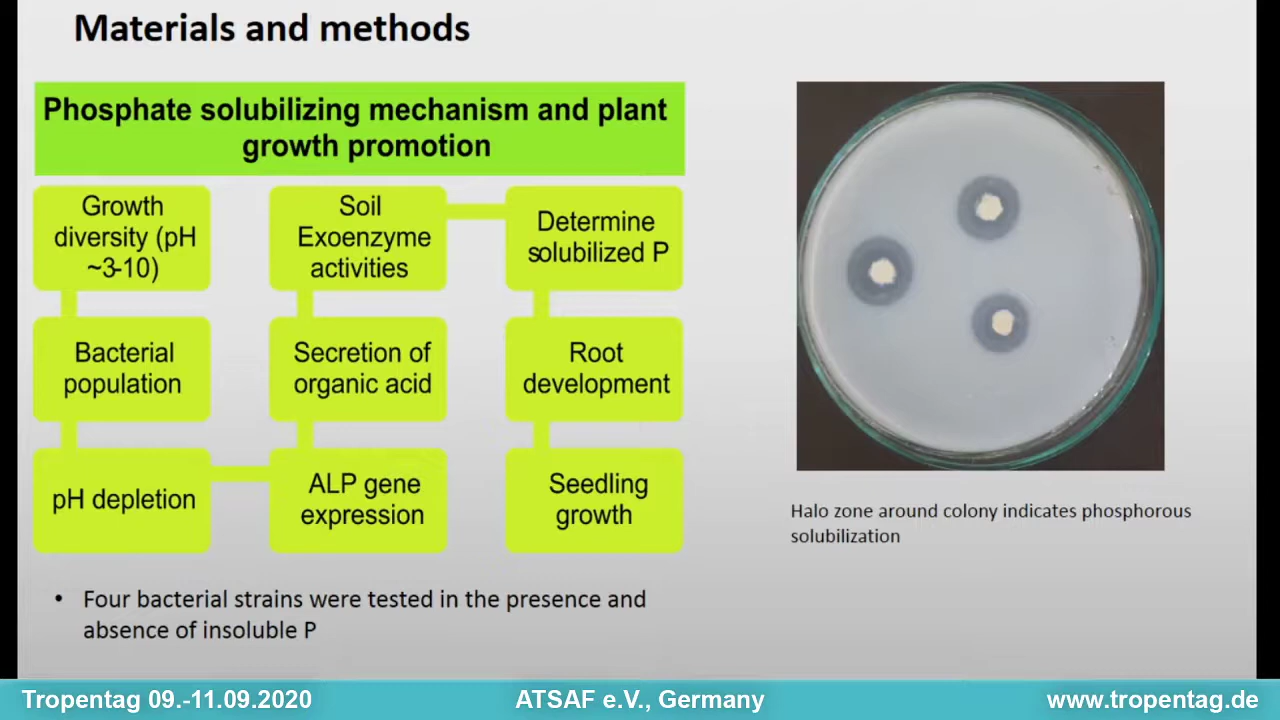 Materials and methods
Phosphate solubilizing mechanism and plant
growth promotion
Growth
diversity (pH
~3-10)
Bacterial
population
pH depletion
Soil
Exoenzyme
activities
Secretion of
organic acid
ALP gene
expression
Determine
solubilized P
Root
development
Seedling
growth
Halo zone around colony indicates phosphorous
solubilization
• Four bacterial strains were tested in the presence and
absence of insoluble P
Tropentag 09.-11.09.2020
ATSAF e.V., Germany
www.tropentag.de